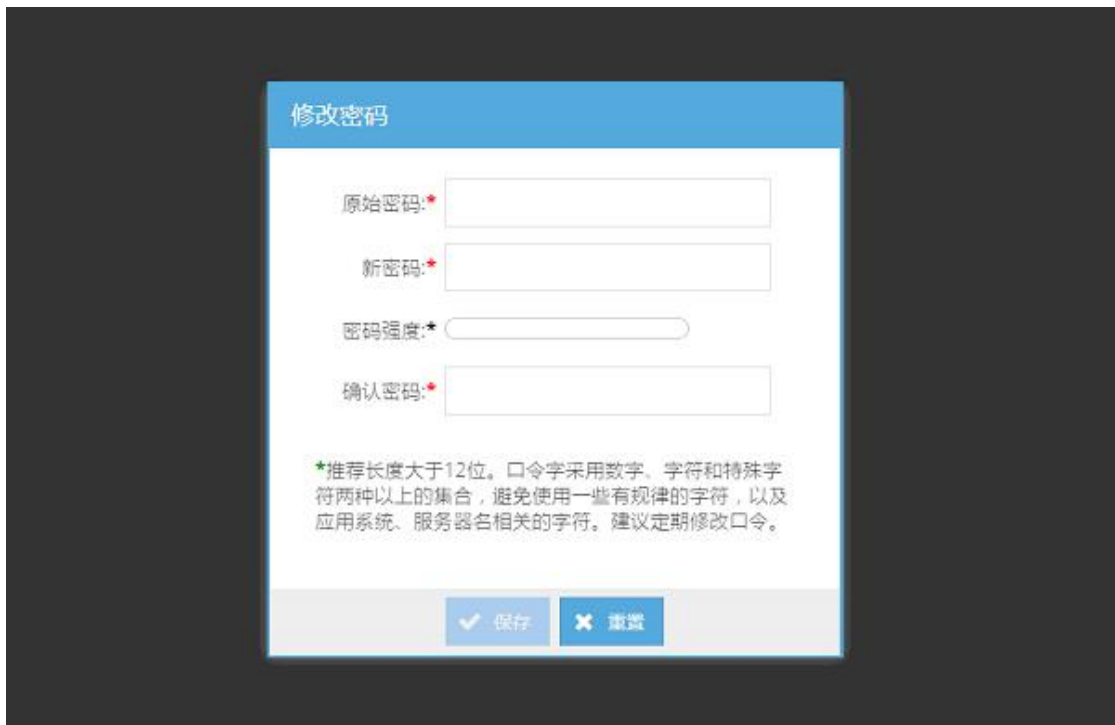 修改密码
原始密码:*
新密码:*
密码强度:*
确认密码:*
*推荐长度大于12位。口令字采用数字、字符和特殊字
符两种以上的集合，避免使用一些有规律的字符，以及
应用系统、服务器名相关的字符。建议定期修改口令。
保存 重置